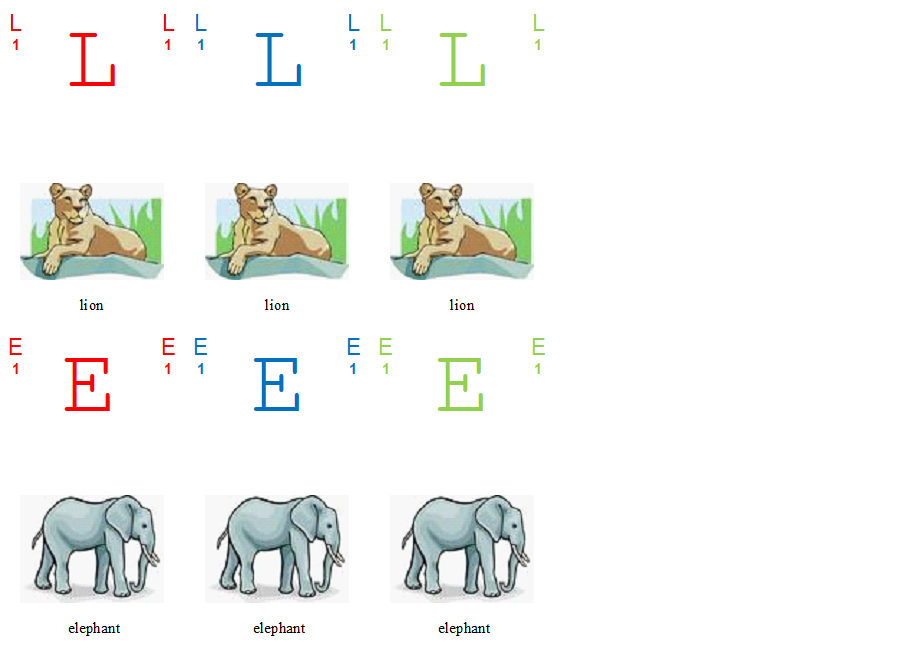 L L L L L L
1 1 1 1 1 1
L L L
lion lion lion
E E E E E E
1 1 1 1 1 1
E E E
elephant elephant elephant